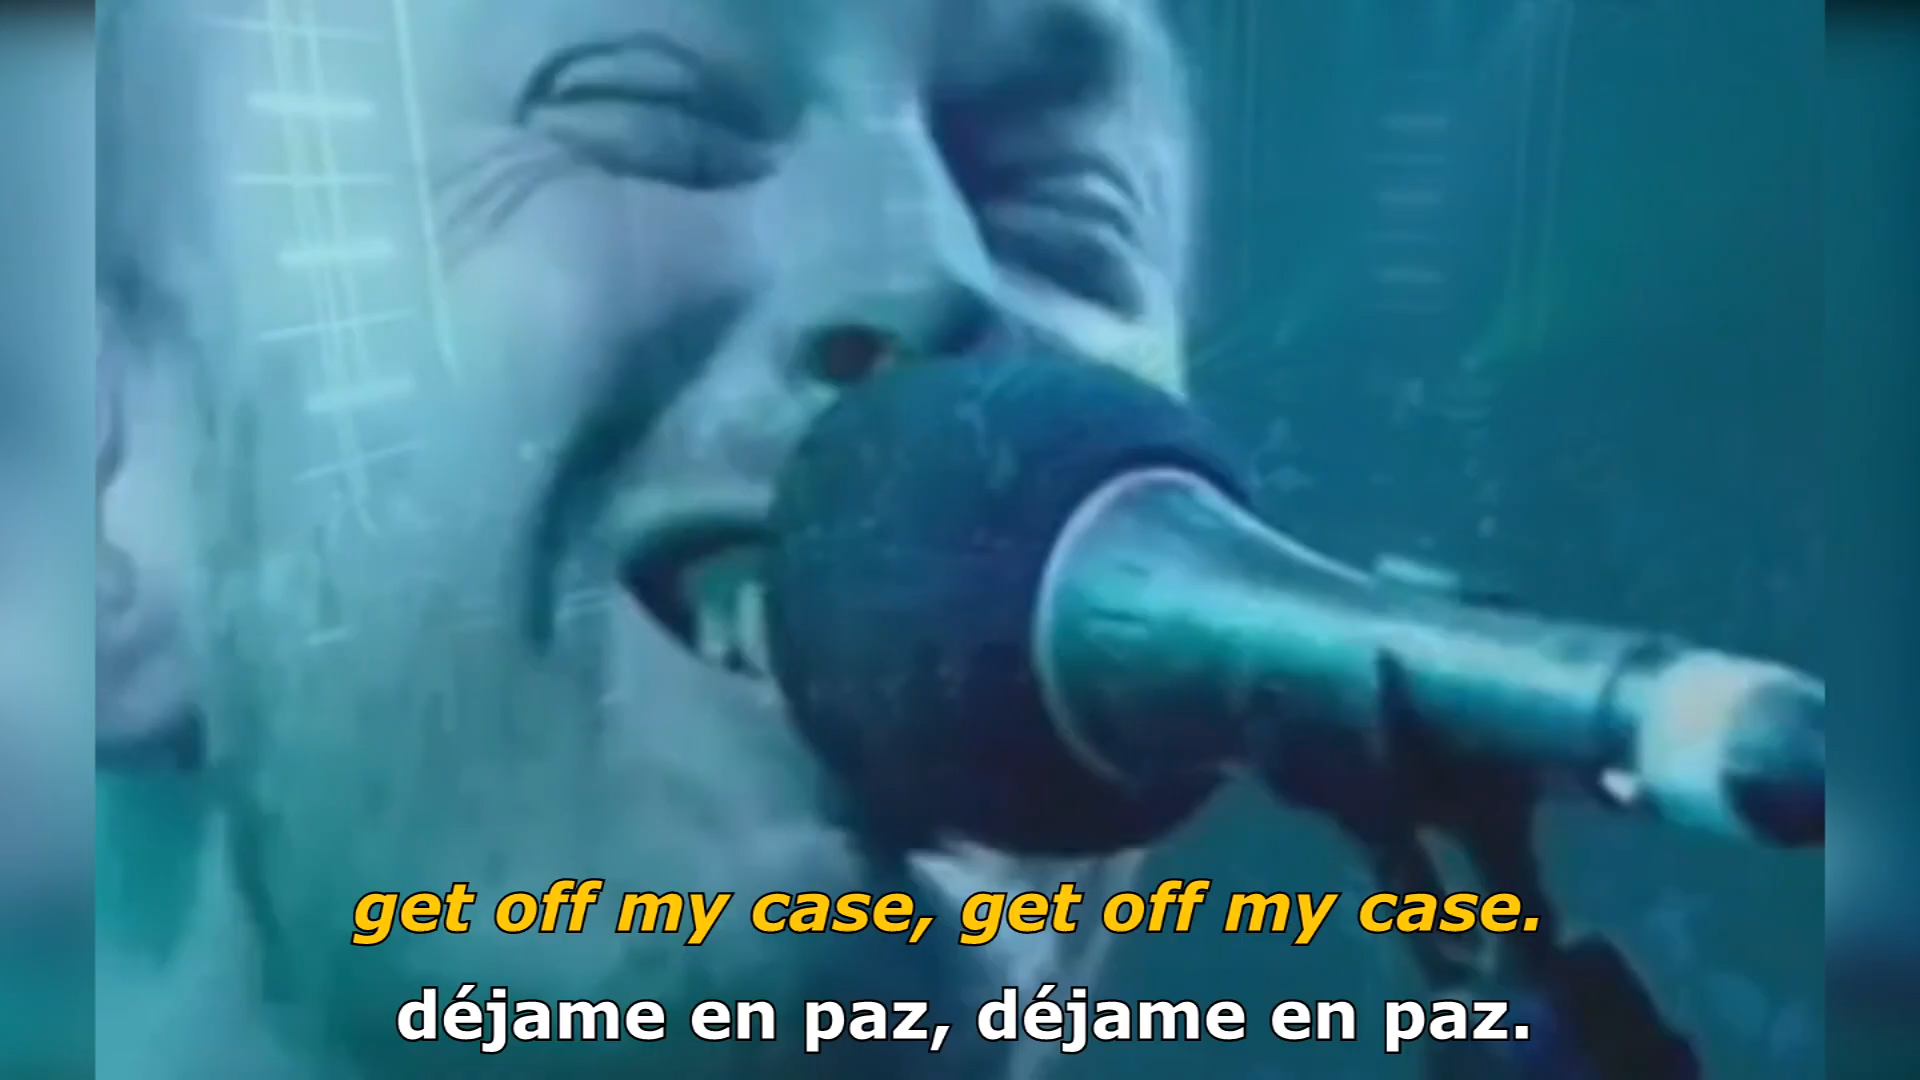 get off my case, get off my case.
déjame en paz, déjame en paz.